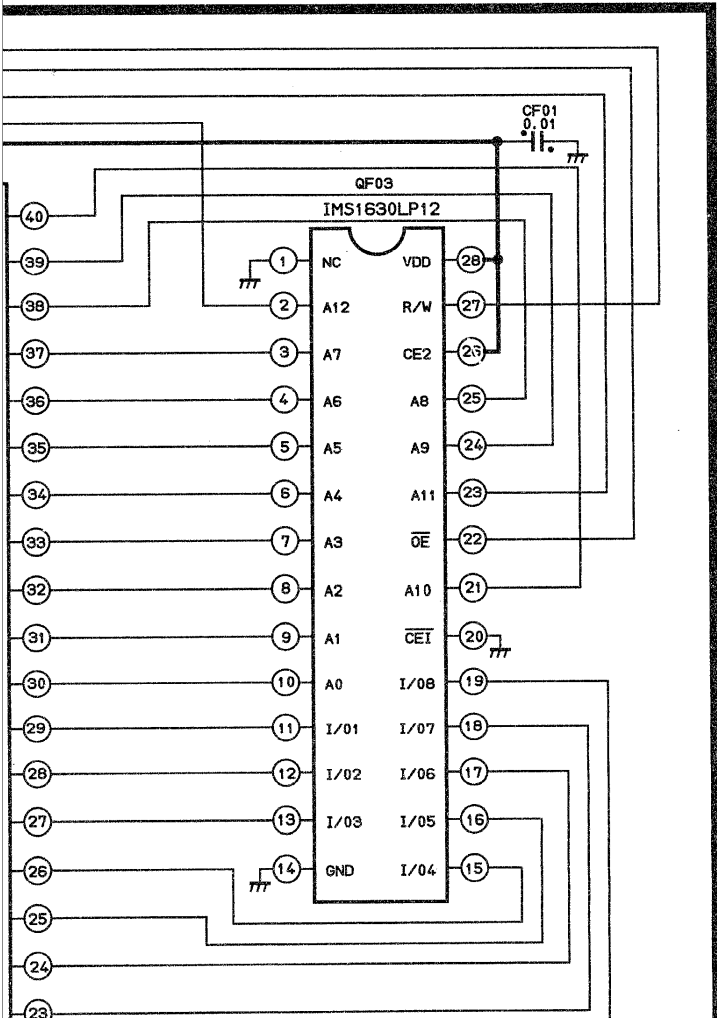 CF01
0.01
QF03
IMS1630LP12
40
39
38
37
36
35
34
33
32
31
30
29
28
27
26
25
24
23
1 NC VDD 28
2 A12 R/W 27
3 A7 CE2 26
4 A6 A8 25
5 A5 A9 24
6 A4 A11 23
7 A3 OE 22
8 A2 A10 21
9 A1 CEI 20
10 A0 I/08 19
11 I/01 I/07 18
12 I/02 I/06 17
13 I/03 I/05 16
14 GND I/04 15